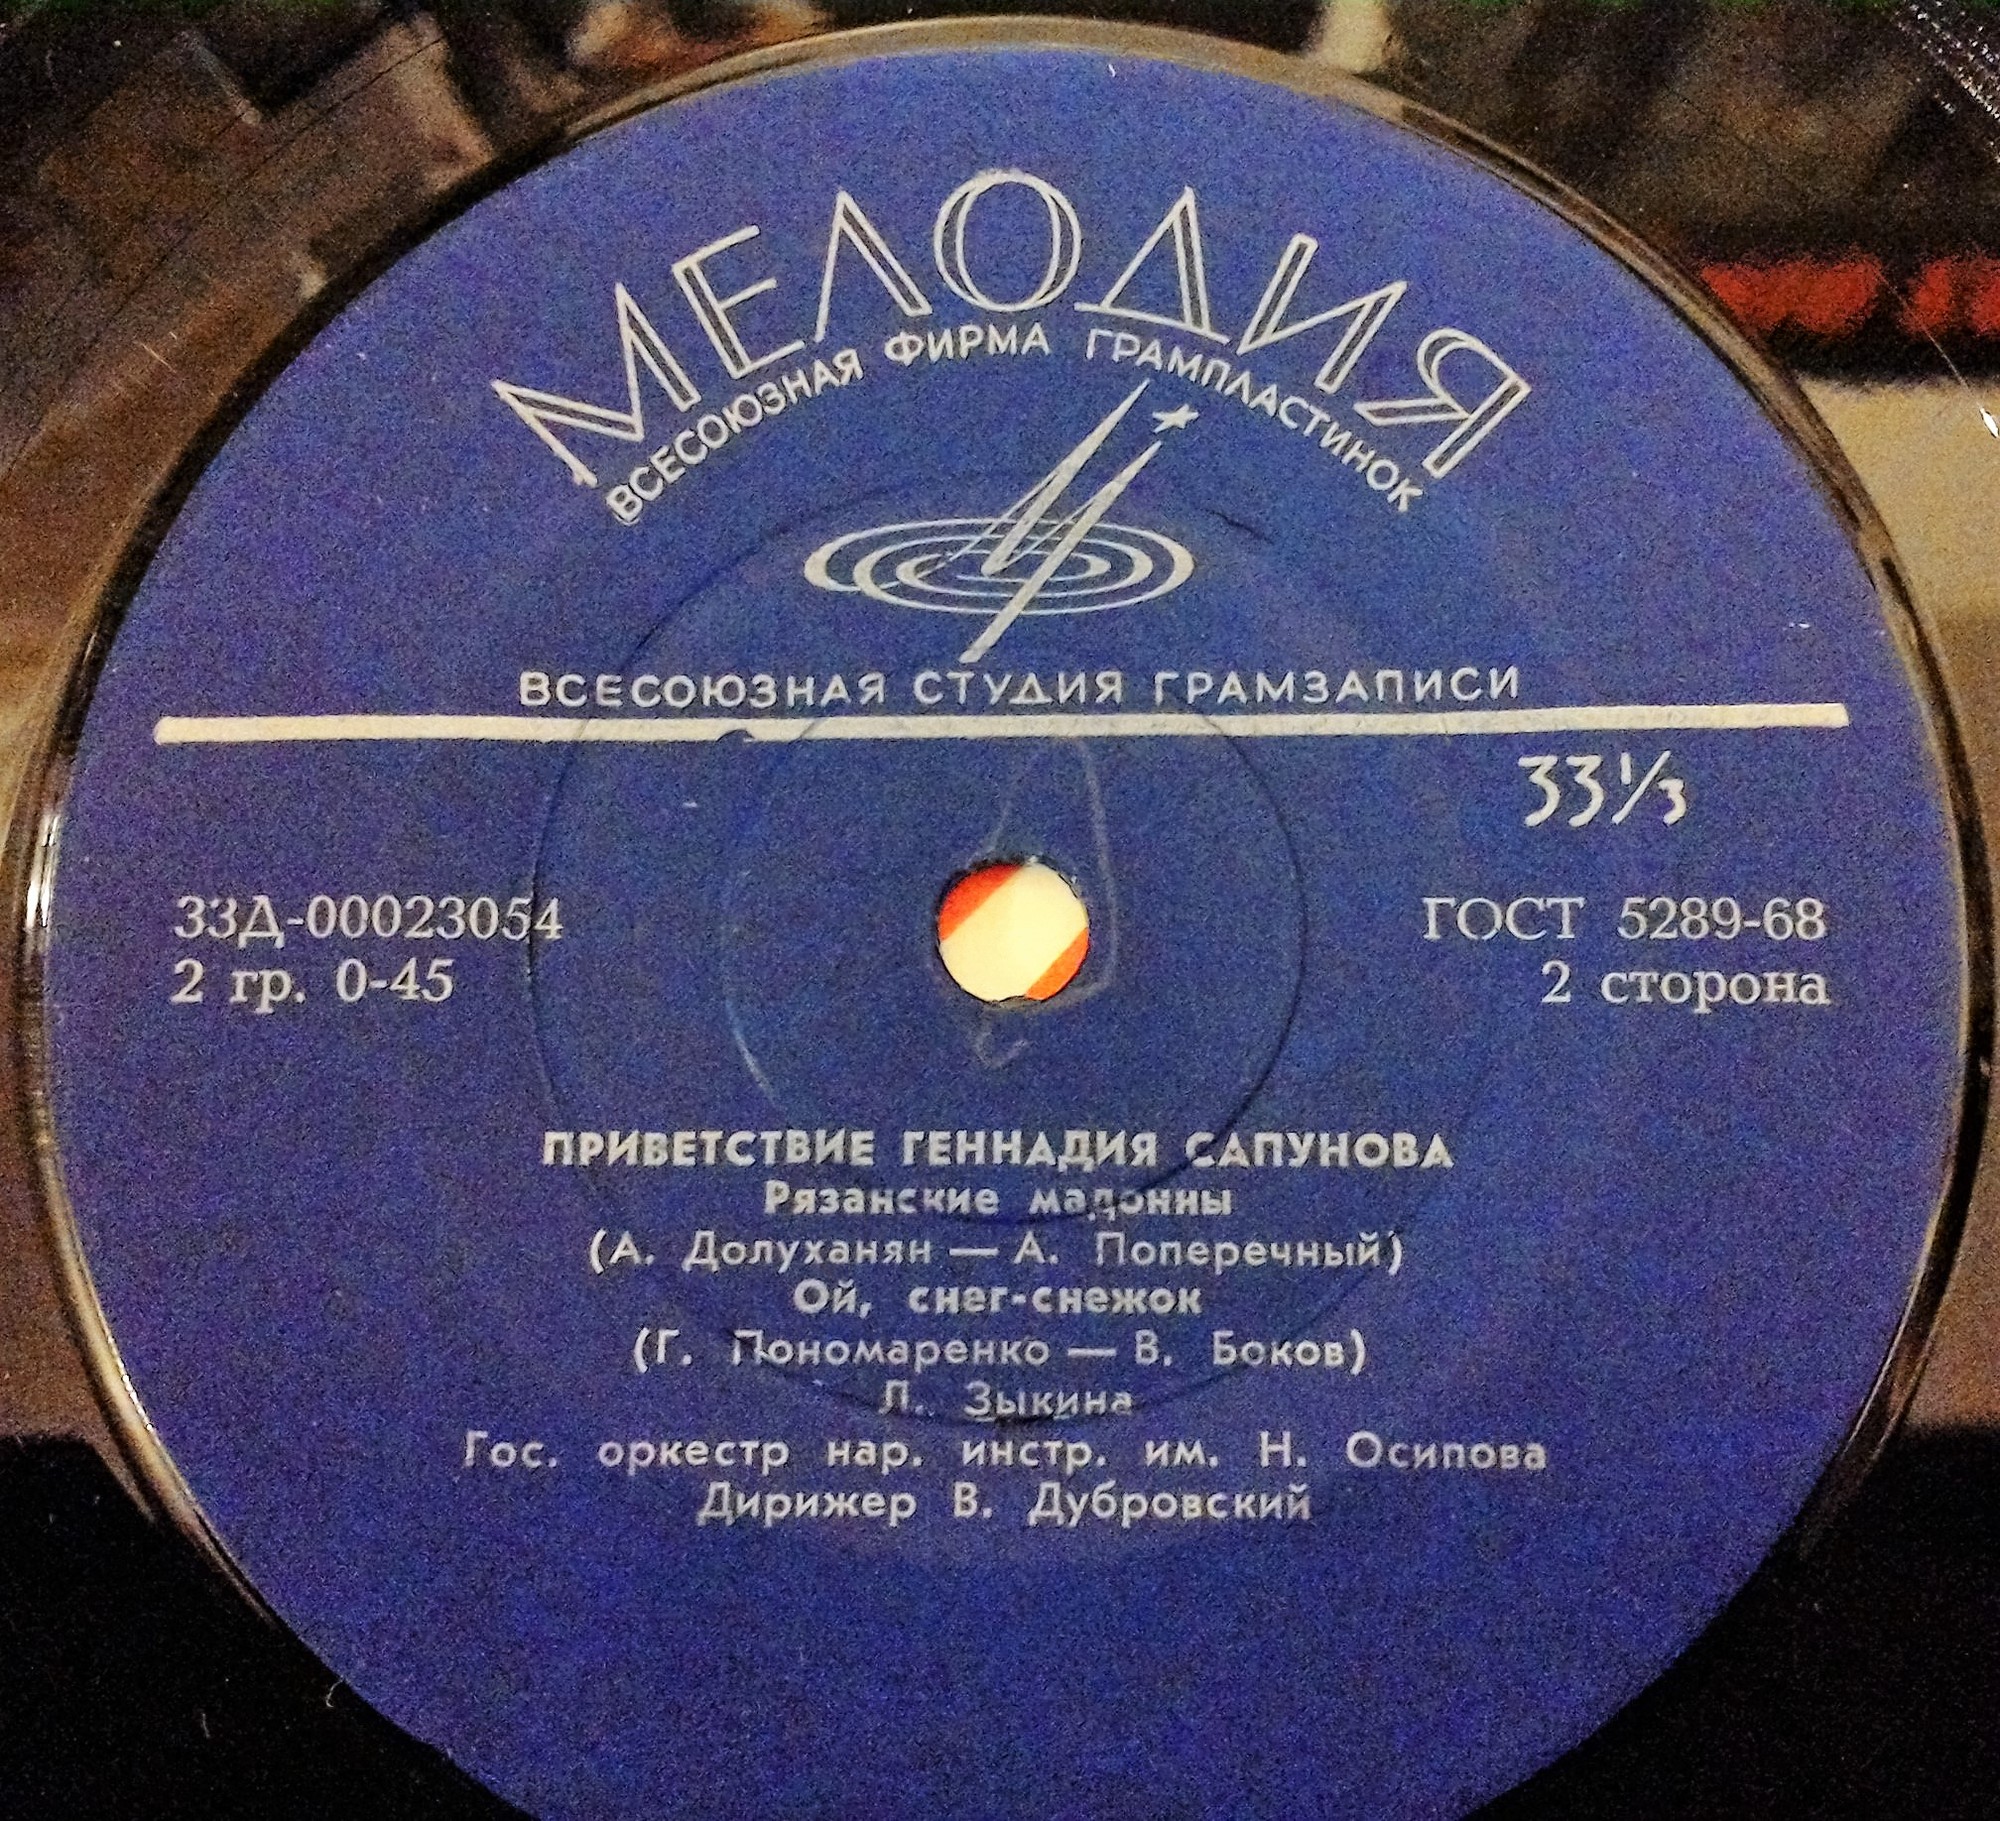 МЕЛОДИЯ
ВСЕСОЮЗНАЯ ФИРМА ГРАМПЛАСТИНОК
ВСЕСОЮЗНАЯ СТУДИЯ ГРАМЗАПИСИ
33⅓
33Д-00023054
ГОСТ 5289-68
2 гр. 0-45
2 сторона
ПРИВЕТСТВИЕ ГЕННАДИЯ САПУНОВА
Рязанские мадонны
(А. Долуханян — А. Поперечный)
Ой, снег-снежок
(Г. Пономаренко — В. Боков)
Л. Зыкина
Гос. оркестр нар. инстр. им. Н. Осипова
Дирижер В. Дубровский